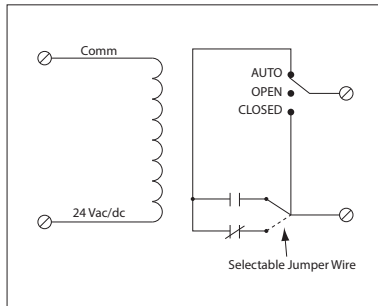 Comm
AUTO
OPEN
CLOSED
24 Vac/dc
Selectable Jumper Wire